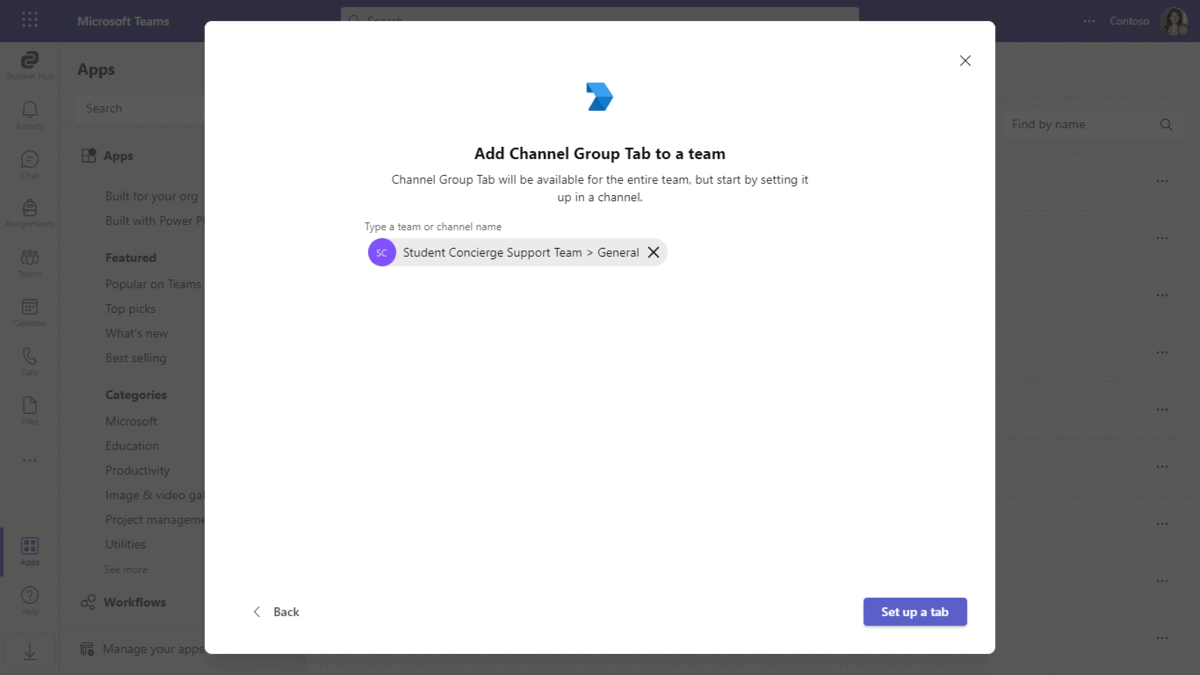 Microsoft Teams
Search
Contoso
Student Hub
Activity
Chat
Assignments
Teams
Calendar
Calls
Files
Apps
Help
Apps
Search
Apps
Built for your org
Built with Power
Featured
Popular on Teams
Top picks
What's new
Best selling
Categories
Microsoft
Education
Productivity
Image & video
Project
Utilities
See more
Workflows
Manage your apps
Find by name
Add Channel Group Tab to a team
Channel Group Tab will be available for the entire team, but start by setting it
up in a channel.
Type a team or channel name
SC Student Concierge Support Team > General
Back
Set up a tab